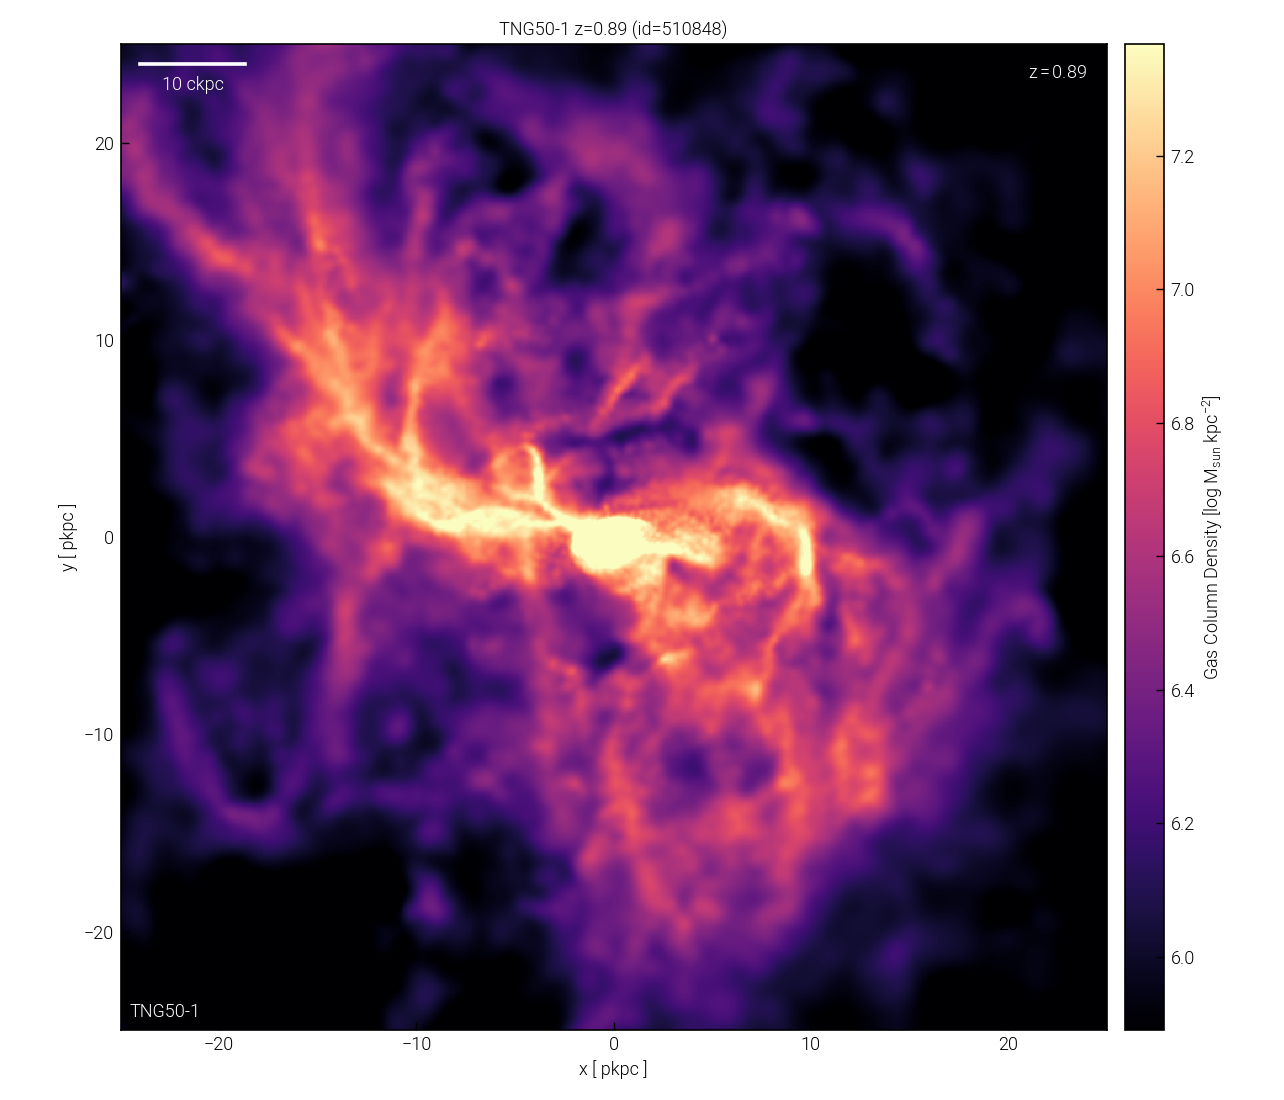 TNG50-1 z=0.89 (id=510848)
10 ckpc
z = 0.89
20
10
0
−10
−20
y [ pkpc ]
TNG50-1
−20
−10
0
10
20
x [ pkpc ]
7.2
7.0
6.8
6.6
6.4
6.2
6.0
Gas Column Density [log M_sun kpc⁻²]